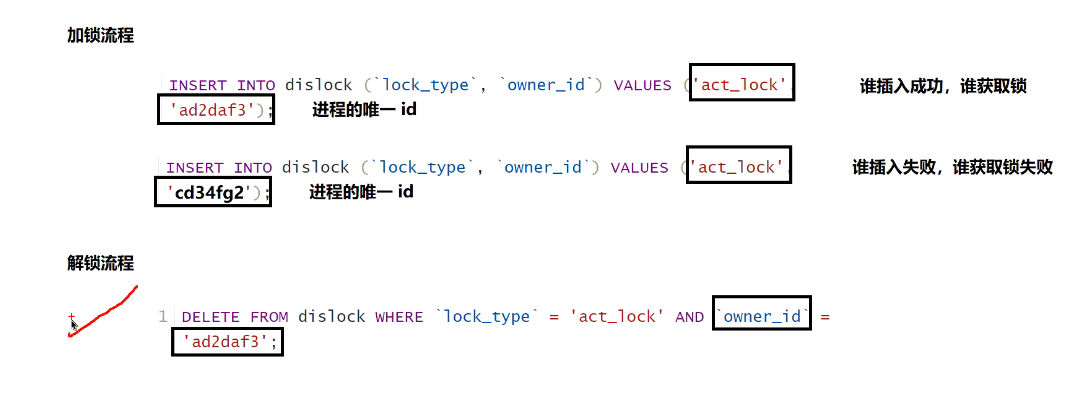 加锁流程
INSERT INTO dislock (`lock_type`, `owner_id`) VALUES ('act_lock', 谁插入成功，谁获取锁
'ad2daf3'); 进程的唯一 id
INSERT INTO dislock (`lock_type`, `owner_id`) VALUES ('act_lock', 谁插入失败，谁获取锁失败
'cd34fg2'); 进程的唯一 id
解锁流程
1 DELETE FROM dislock WHERE `lock_type` = 'act_lock' AND `owner_id` =
'ad2daf3';